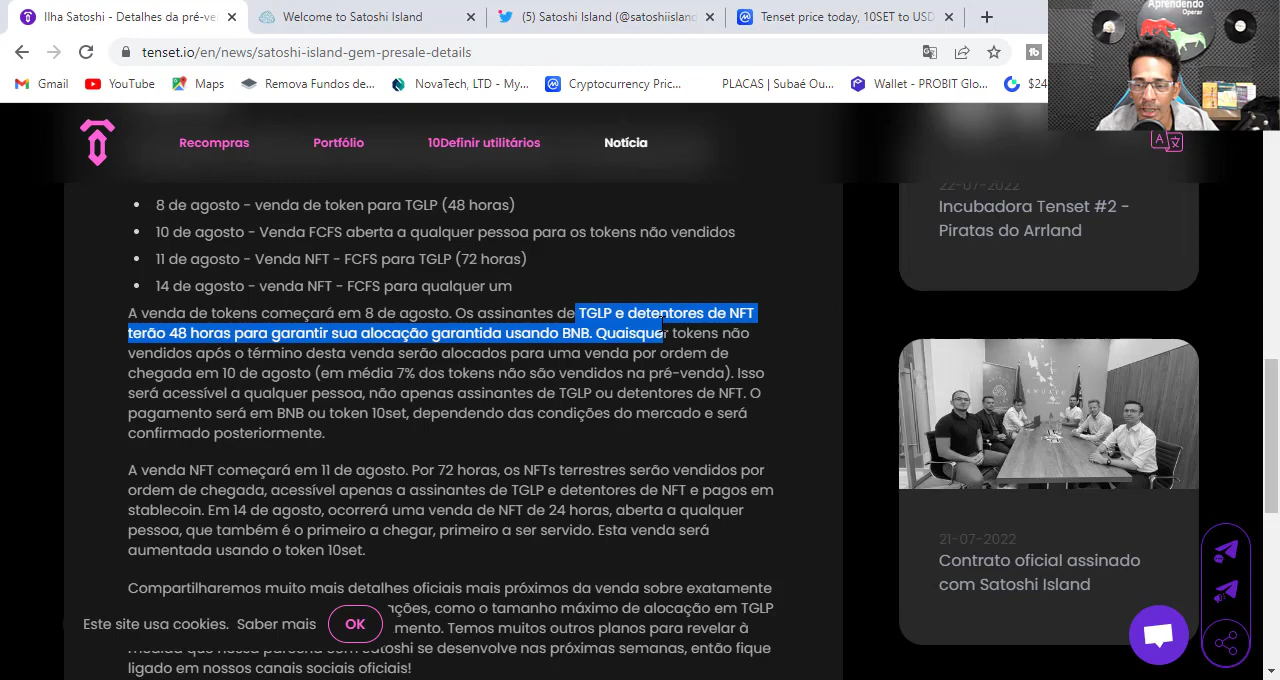 Ilha Satoshi - Detalhes da pré-ve
Welcome to Satoshi Island
(5) Satoshi Island (@satoshiislan
Tenset price today, 10SET to USD
tenset.io/en/news/satoshi-island-gem-presale-details
Gmail
YouTube
Maps
Remova Fundos de...
NovaTech, LTD - My...
Cryptocurrency Pric...
PLACAS | Subaé Ou...
Wallet - PROBIT Glo...
$24
Aprendendo
Operar
Recompras
Portfólio
10Definir utilitários
Notícia
8 de agosto - venda de token para TGLP (48 horas)
10 de agosto - Venda FCFS aberta a qualquer pessoa para os tokens não vendidos
11 de agosto - Venda NFT - FCFS para TGLP (72 horas)
14 de agosto - venda NFT - FCFS para qualquer um
A venda de tokens começará em 8 de agosto. Os assinantes de TGLP e detentores de NFT
terão 48 horas para garantir sua alocação garantida usando BNB. Quaisquer tokens não
vendidos após o término desta venda serão alocados para uma venda por ordem de
chegada em 10 de agosto (em média 7% dos tokens não são vendidos na pré-venda). Isso
será acessível a qualquer pessoa, não apenas assinantes de TGLP ou detentores de NFT. O
pagamento será em BNB ou token 10set, dependendo das condições do mercado e será
confirmado posteriormente.
A venda NFT começará em 11 de agosto. Por 72 horas, os NFTs terrestres serão vendidos por
ordem de chegada, acessível apenas a assinantes de TGLP e detentores de NFT e pagos em
stablecoin. Em 14 de agosto, ocorrerá uma venda de NFT de 24 horas, aberta a qualquer
pessoa, que também é o primeiro a chegar, primeiro a ser servido. Esta venda será
aumentada usando o token 10set.
Compartilharemos muito mais detalhes oficiais mais próximos da venda sobre exatamente
ações, como o tamanho máximo de alocação em TGLP
mento. Temos muitos outros planos para revelar à
medida que nossa parceria com Satoshi se desenvolve nas próximas semanas, então fique
ligado em nossos canais sociais oficiais!
Este site usa cookies. Saber mais
OK
22-07-2022
Incubadora Tenset #2 -
Piratas do Arrland
21-07-2022
Contrato oficial assinado
com Satoshi Island